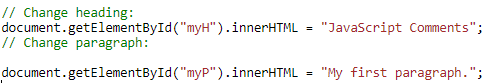 // Change heading:
document.getElementById("myH").innerHTML = "JavaScript Comments";
// Change paragraph:
document.getElementById("myP").innerHTML = "My first paragraph.";